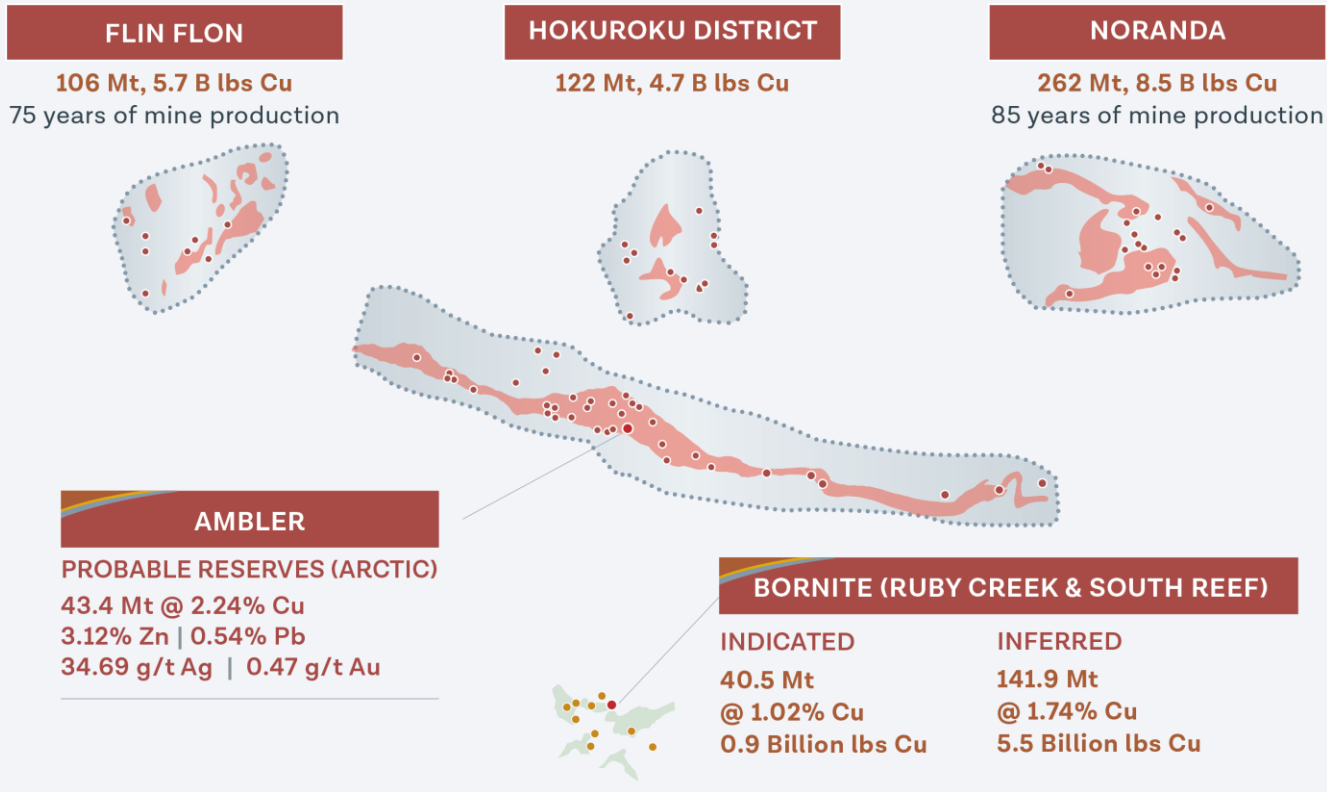 FLIN FLON
106 Mt, 5.7 B lbs Cu
75 years of mine production
HOKUROKU DISTRICT
122 Mt, 4.7 B lbs Cu
NORANDA
262 Mt, 8.5 B lbs Cu
85 years of mine production
AMBLER
PROBABLE RESERVES (ARCTIC)
43.4 Mt @ 2.24% Cu
3.12% Zn | 0.54% Pb
34.69 g/t Ag | 0.47 g/t Au
BORNITE (RUBY CREEK & SOUTH REEF)
INDICATED
40.5 Mt
@ 1.02% Cu
0.9 Billion lbs Cu
INFERRED
141.9 Mt
@ 1.74% Cu
5.5 Billion lbs Cu